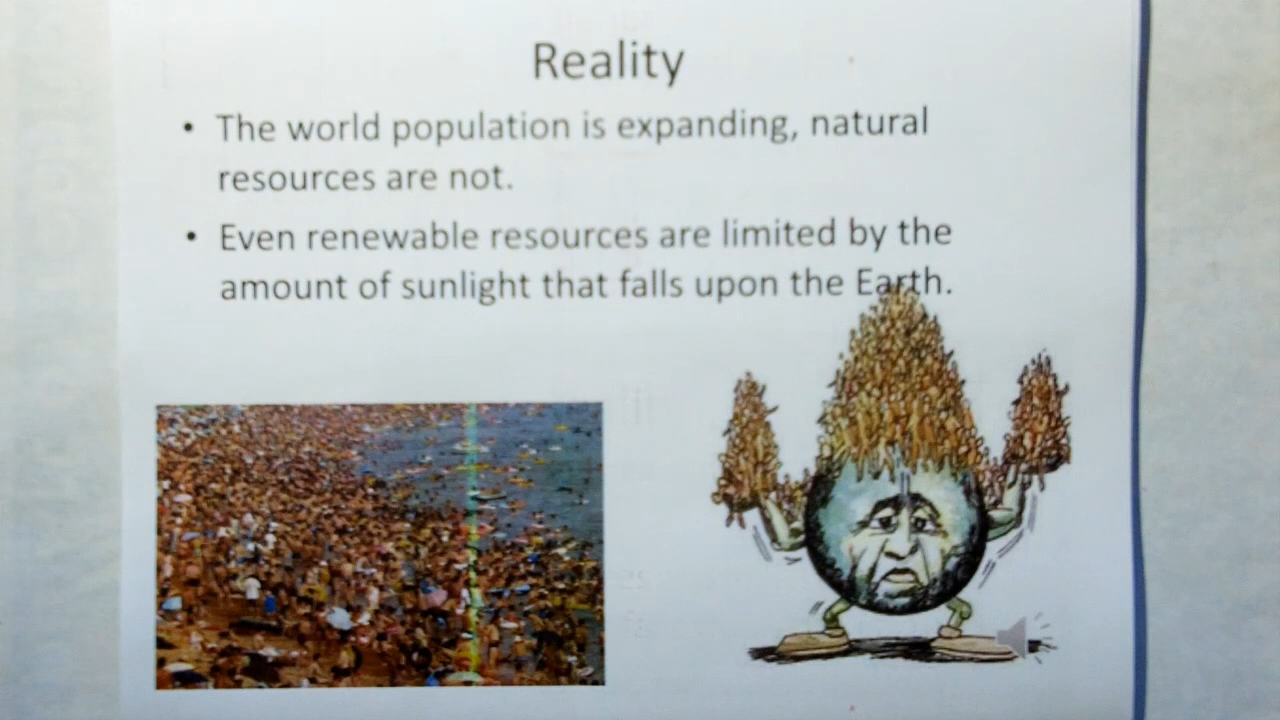 Reality
• The world population is expanding, natural
resources are not.
• Even renewable resources are limited by the
amount of sunlight that falls upon the Earth.